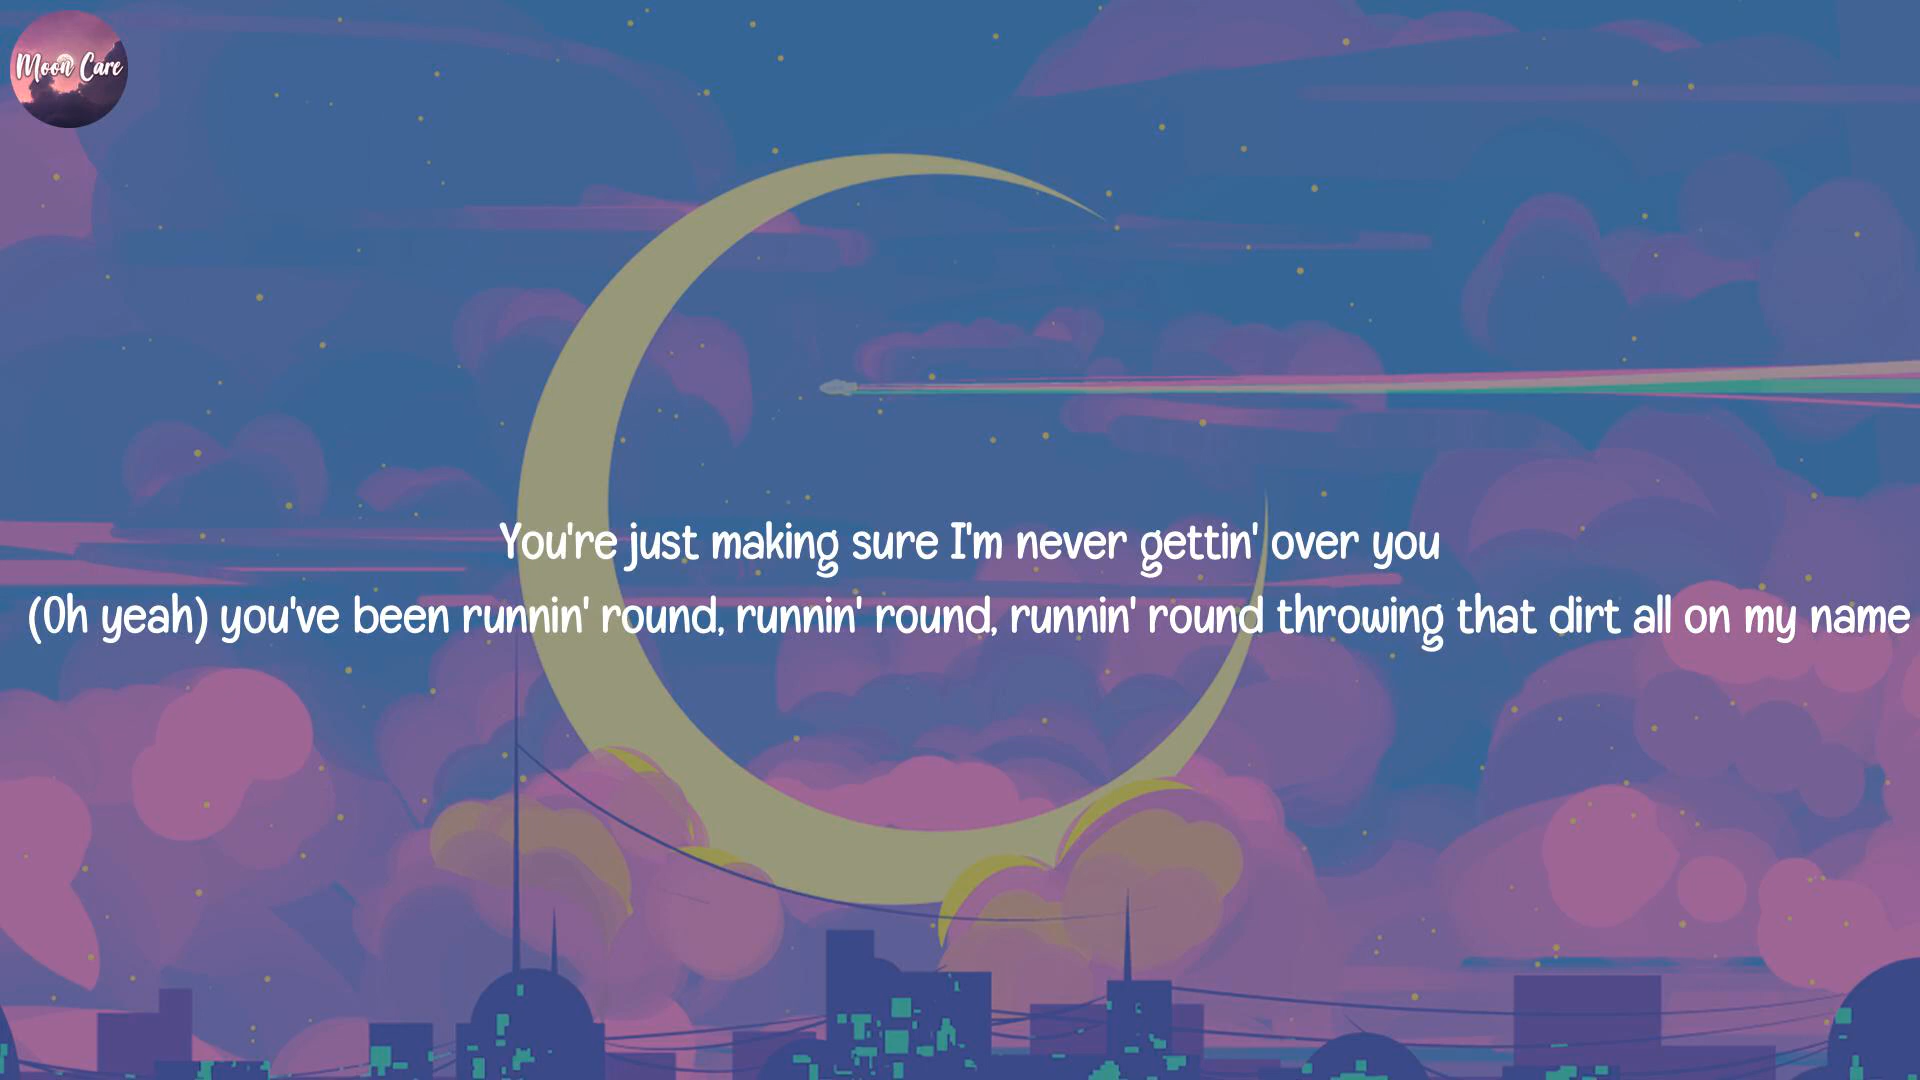 Moon Care
You're just making sure I'm never gettin' over you
(Oh yeah) you've been runnin' round, runnin' round, runnin' round throwing that dirt all on my name